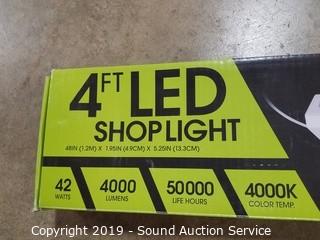 4FT LED
SHOPLIGHT
48IN (1.2M) X 1.95IN (4.9CM) X 5.25IN (13.3CM)
42 4000 50000 4000K
WATTS LUMENS LIFE HOURS COLOR TEMP.
Copyright 2019 - Sound Auction Service